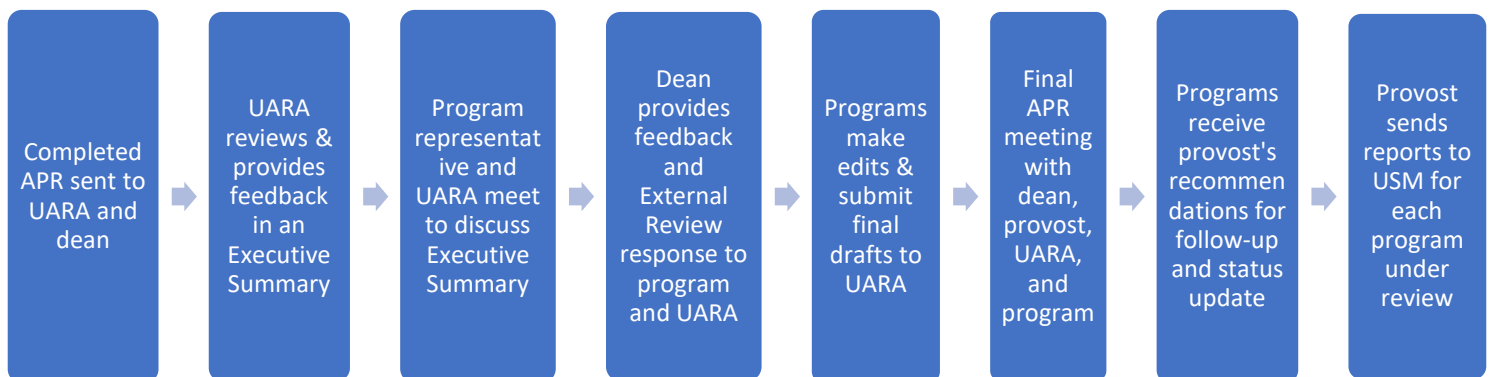 Completed
APR sent to
UARA and
dean
UARA
reviews &
provides
feedback
in an
Executive
Summary
Program
representat
ive and
UARA meet
to discuss
Executive
Summary
Dean
provides
feedback
and
External
Review
response to
program
and UARA
Programs
make
edits &
submit
final
drafts to
UARA
Final
APR
meeting
with
dean,
provost,
UARA,
and
program
Programs
receive
provost's
recommen
dations for
follow-up
and status
update
Provost
sends
reports to
USM for
each
program
under
review